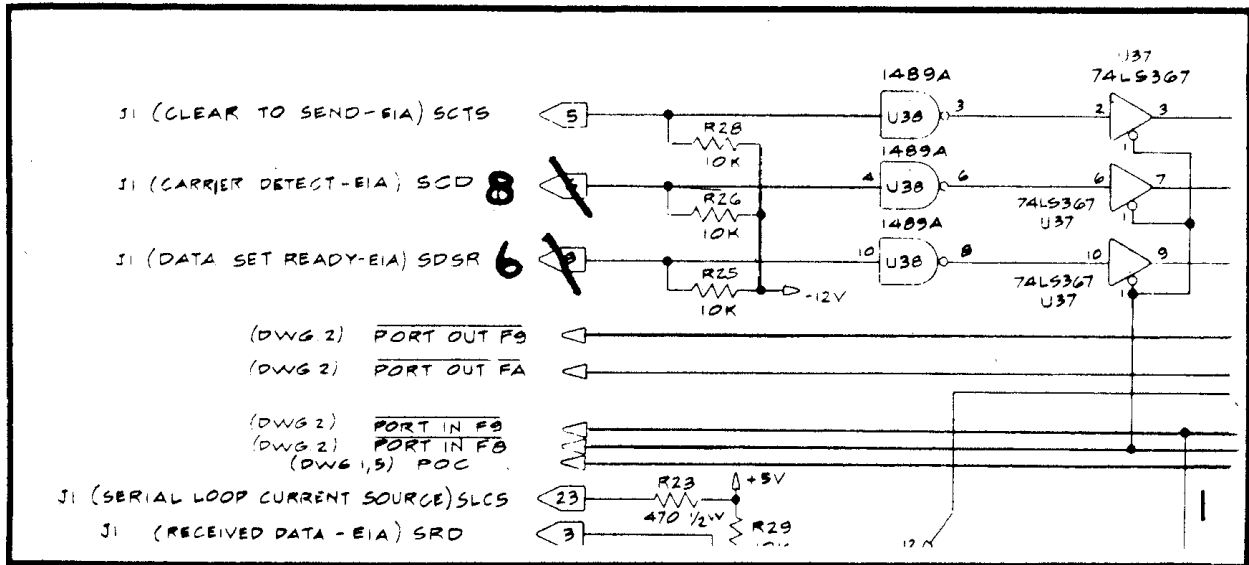 U37
1489A 74LS367
J1 (CLEAR TO SEND-EIA) SCTS 5 U38 3 2 3
R28 1
10K 1489A
J1 (CARRIER DETECT-EIA) SCD 8 4 U38 6 6 7
R26 74LS367 1
10K 1489A U37
J1 (DATA SET READY-EIA) SDSR 6 10 U38 8 10 9
R25 -12V 74LS367 1
10K U37
(DWG 2) PORT OUT F9
(DWG 2) PORT OUT FA
(DWG 2) PORT IN F9
(DWG 2) PORT IN F8
(DWG 1,5) POC
+5V
J1 (SERIAL LOOP CURRENT SOURCE) SLCS 23 R23
470 1/2W R29
J1 (RECEIVED DATA - EIA) SRD 3